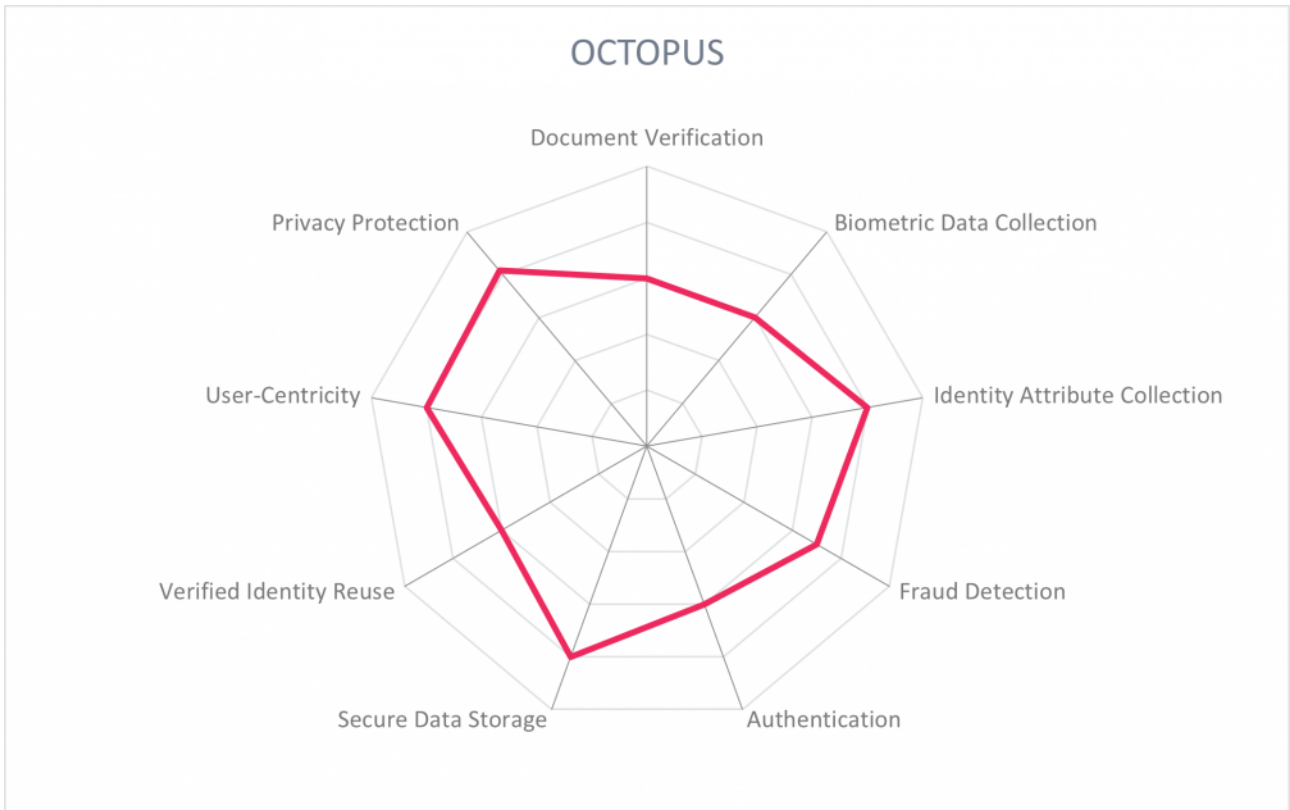 OCTOPUS
Document Verification
Privacy Protection
Biometric Data Collection
User-Centricity
Identity Attribute Collection
Verified Identity Reuse
Fraud Detection
Secure Data Storage
Authentication